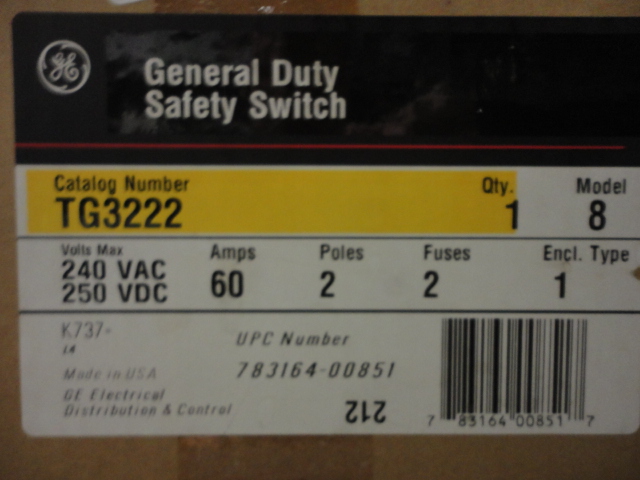 GE
General Duty
Safety Switch
Catalog Number Qty. Model
TG3222 1 8
Volts Max Amps Poles Fuses Encl. Type
240 VAC
250 VDC 60 2 2 1
K737-
L4
UPC Number
Made in USA 783164-00851
GE Electrical
Distribution & Control
212
7 83164 00851 7